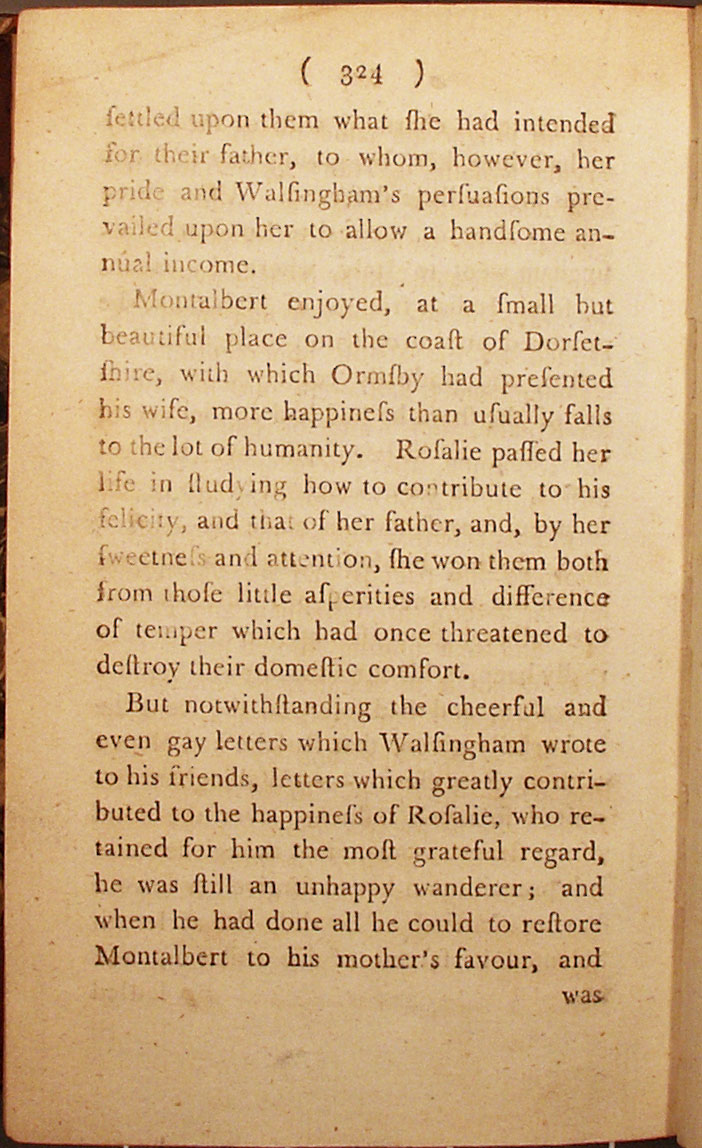 ( 324 )
ſettled upon them what ſhe had intended
for their father, to whom, however, her
pride and Walſingham's perſuaſions pre-
vailed upon her to allow a handſome an-
nual income.
Montalbert enjoyed, at a ſmall but
beautiful place on the coaſt of Dorſet-
ſhire, with which Ormſby had preſented
his wife, more happineſs than uſually falls
to the lot of humanity. Roſalie paſſed her
life in ſtudying how to contribute to his
felicity, and that of her father, and, by her
ſweetneſs and attention, ſhe won them both
from thoſe little aſperities and difference
of temper which had once threatened to
deſtroy their domeſtic comfort.
But notwithſtanding the cheerful and
even gay letters which Walſingham wrote
to his friends, letters which greatly contri-
buted to the happineſs of Roſalie, who re-
tained for him the moſt grateful regard,
he was ſtill an unhappy wanderer; and
when he had done all he could to reſtore
Montalbert to his mother's favour, and
was